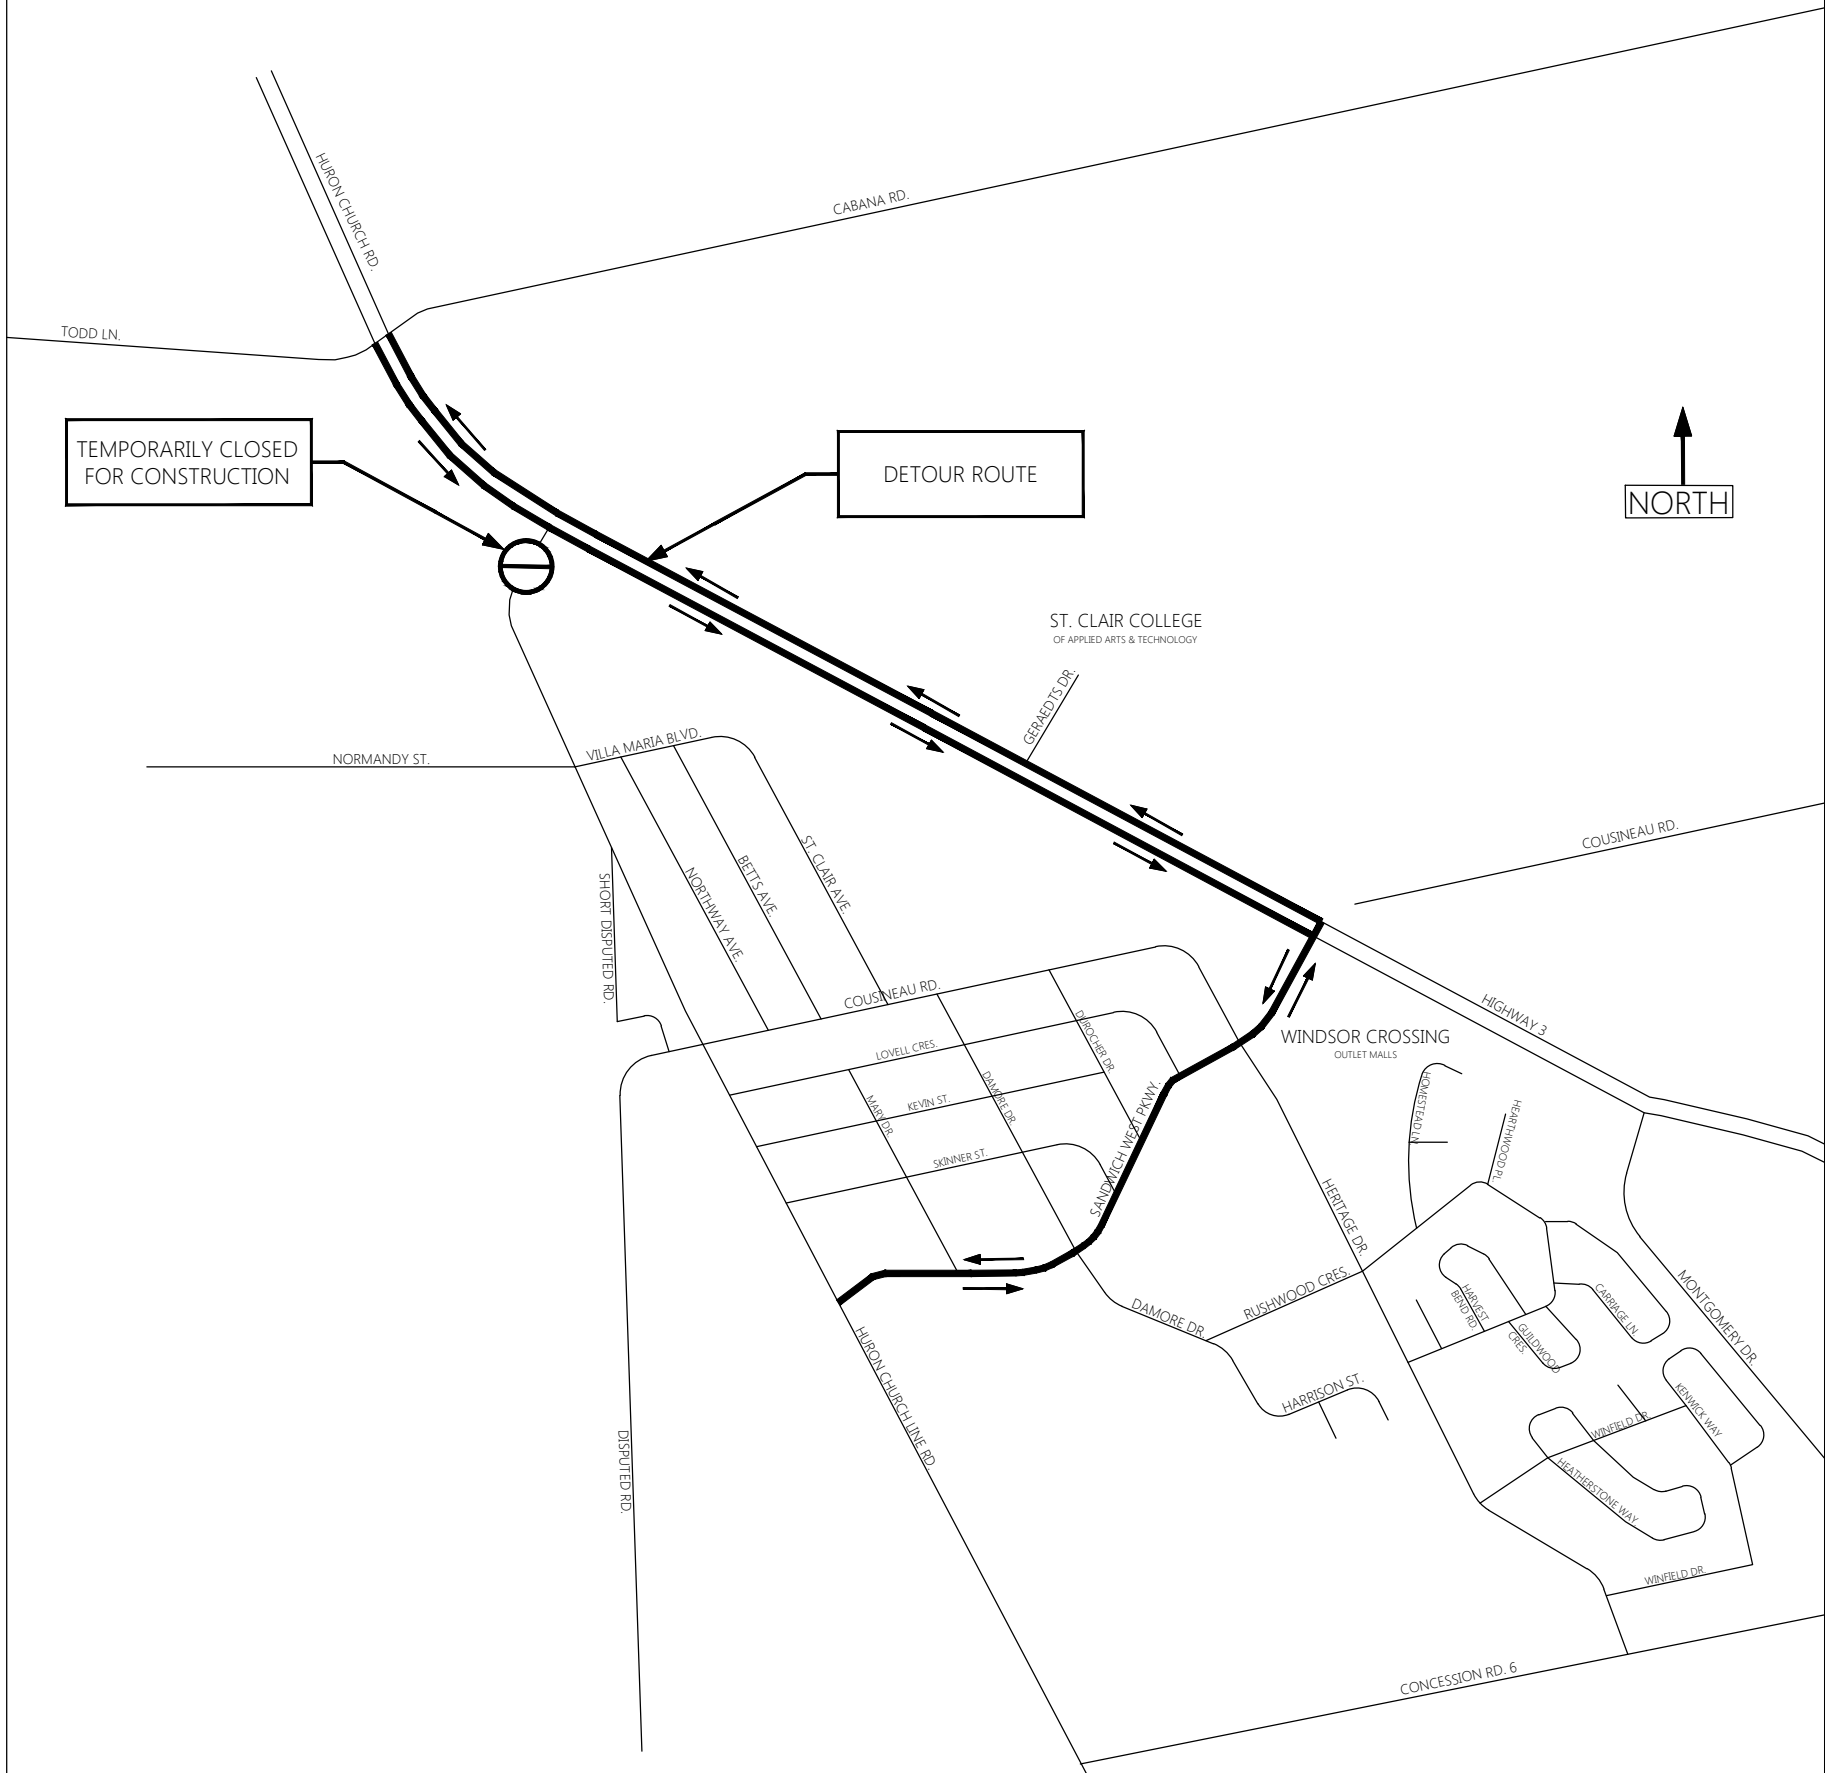 CABANA RD.
HURON CHURCH RD.
TODD LN.
TEMPORARILY CLOSED
FOR CONSTRUCTION
DETOUR ROUTE
NORTH
ST. CLAIR COLLEGE
OF APPLIED ARTS & TECHNOLOGY
GERAEDTS DR.
NORMANDY ST.
VILLA MARIA BLVD.
COUSINEAU RD.
ST. CLAIR AVE.
BETTS AVE.
NORTHWAY AVE.
SHORT DISPUTED RD.
COUSINEAU RD.
HIGHWAY 3
WINDSOR CROSSING
OUTLET MALLS
LOVELL CRES.
DUROCHER DR.
DAMORE DR.
KEVIN ST.
MARY DR.
SKINNER ST.
SANDWICH WEST PKWY.
HOMESTEAD LN.
HEARTHWOOD PL.
HERITAGE DR.
RUSHWOOD CRES.
DAMORE DR.
HARVEST
BEND RD.
GUILDWOOD
CRES.
CARRIAGE LN
MONTGOMERY DR.
HURON CHURCH LINE RD.
HARRISON ST.
KENWICK WAY
WINFIELD DR.
HEATHERSTONE WAY
DISPUTED RD.
WINFIELD DR.
CONCESSION RD. 6